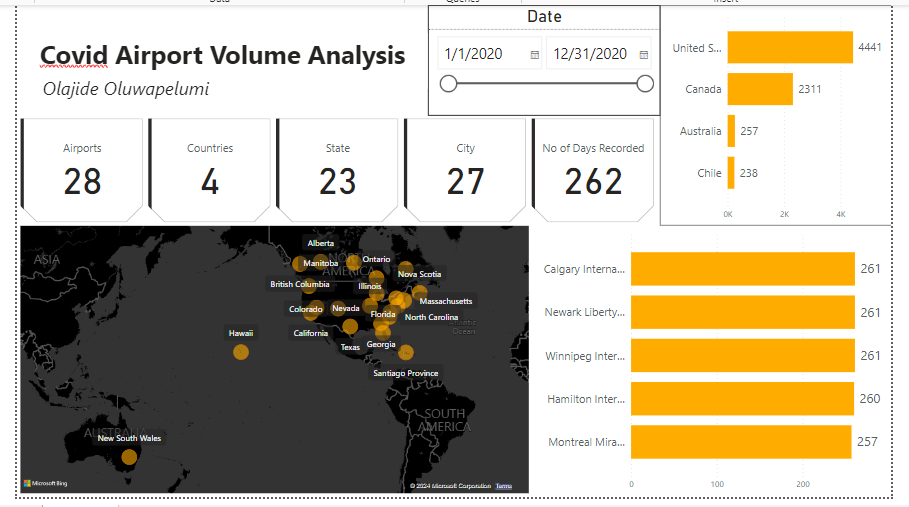 Date
Covid Airport Volume Analysis
Olajide Oluwapelumi
1/1/2020
12/31/2020
United S... 4441
Canada 2311
Australia 257
Chile 238
0K 2K 4K
Airports
28
Countries
4
State
23
City
27
No of Days Recorded
262
ASIA
NORTH AMERICA
Alberta
Manitoba
Ontario
British Columbia
Illinois
Nova Scotia
Colorado
Nevada
Florida
Massachusetts
North Carolina
Atlantic
Ocean
California
Texas
Georgia
Hawaii
Santiago Province
SOUTH
AMERICA
AUSTRALIA
New South Wales
Microsoft Bing
© 2024 Microsoft Corporation Terms
Calgary Interna... 261
Newark Liberty... 261
Winnipeg Inter... 261
Hamilton Inter... 260
Montreal Mira... 257
0 100 200